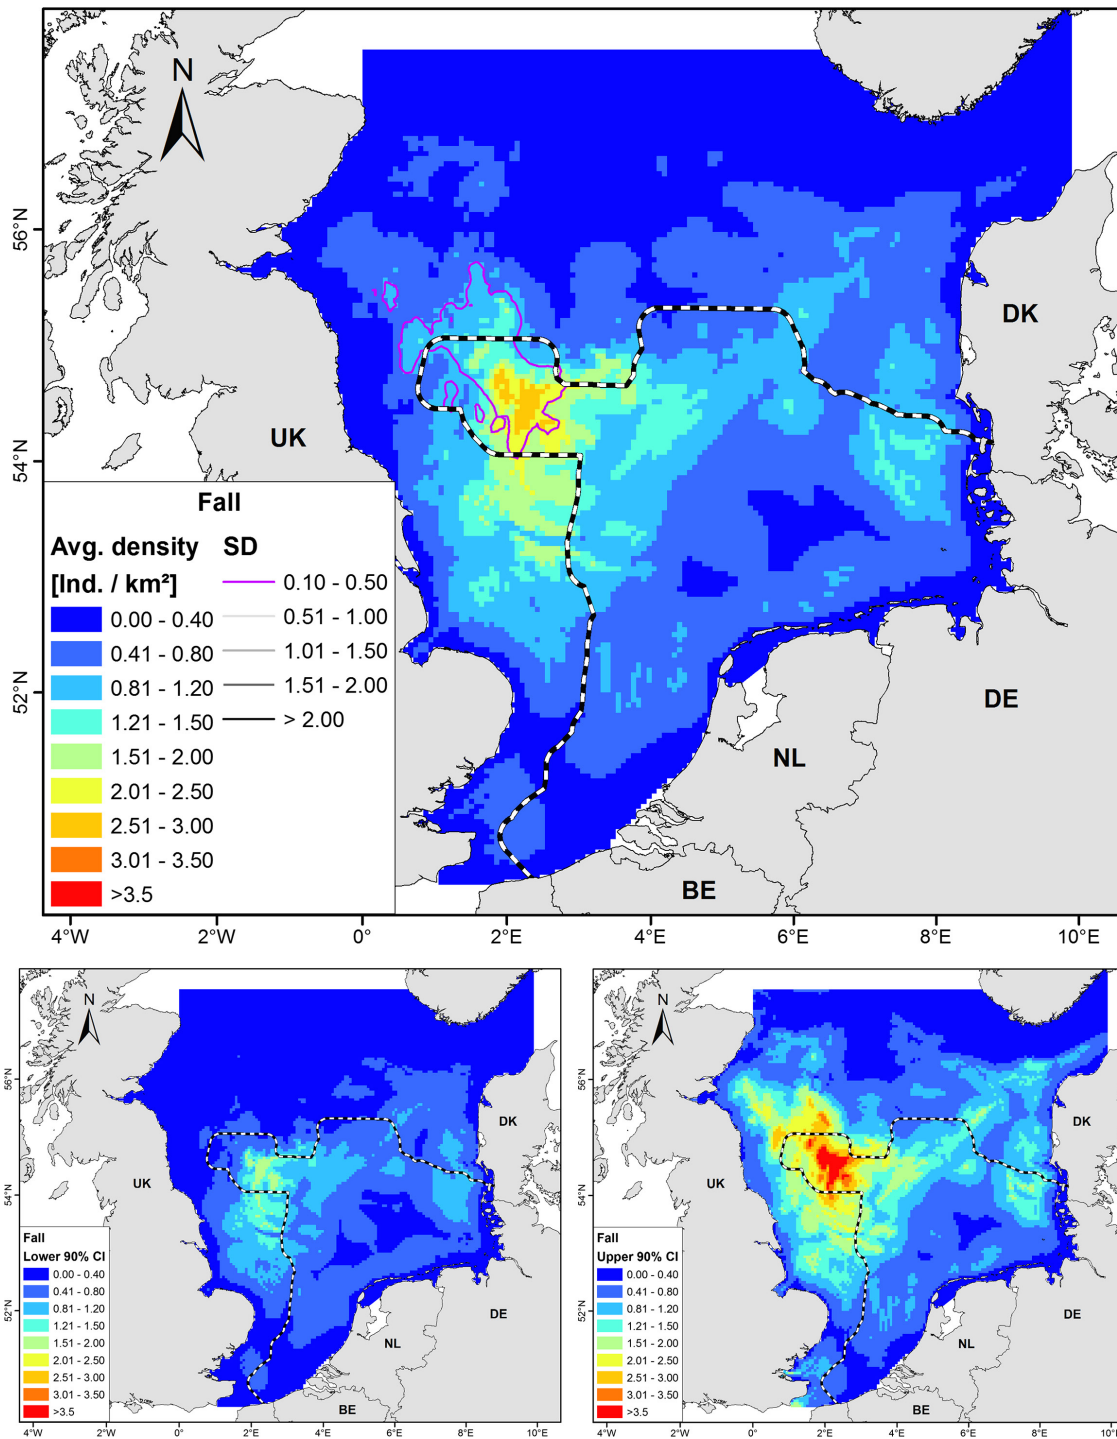 N
56°N
54°N
52°N
UK
DK
DE
NL
BE
Fall
Avg. density SD
[Ind. / km²]
0.10 - 0.50
0.00 - 0.40
0.51 - 1.00
0.41 - 0.80
1.01 - 1.50
0.81 - 1.20
1.51 - 2.00
1.21 - 1.50
> 2.00
1.51 - 2.00
2.01 - 2.50
2.51 - 3.00
3.01 - 3.50
>3.5
4°W 2°W 0° 2°E 4°E 6°E 8°E 10°E
N
56°N
54°N
52°N
UK
DK
DE
NL
BE
Fall
Lower 90% CI
0.00 - 0.40
0.41 - 0.80
0.81 - 1.20
1.21 - 1.50
1.51 - 2.00
2.01 - 2.50
2.51 - 3.00
3.01 - 3.50
>3.5
4°W 2°W 0° 2°E 4°E 6°E 8°E 10°E
N
56°N
54°N
52°N
UK
DK
DE
NL
BE
Fall
Upper 90% CI
0.00 - 0.40
0.41 - 0.80
0.81 - 1.20
1.21 - 1.50
1.51 - 2.00
2.01 - 2.50
2.51 - 3.00
3.01 - 3.50
>3.5
4°W 2°W 0° 2°E 4°E 6°E 8°E 10°E